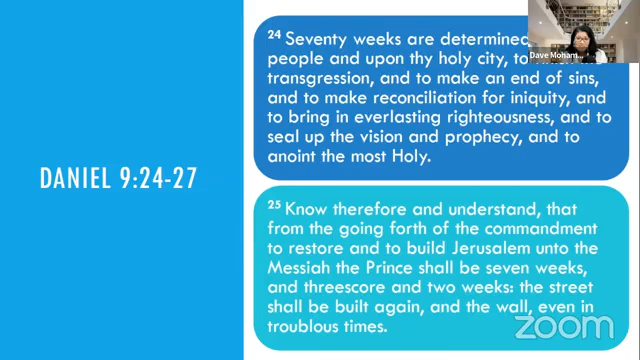 DANIEL 9:24-27
24 Seventy weeks are determined
people and upon thy holy city, to
transgression, and to make an end of sins,
and to make reconciliation for iniquity, and
to bring in everlasting righteousness, and to
seal up the vision and prophecy, and to
anoint the most Holy.
Dave Moham...
25 Know therefore and understand, that
from the going forth of the commandment
to restore and to build Jerusalem unto the
Messiah the Prince shall be seven weeks,
and threescore and two weeks: the street
shall be built again, and the wall, even in
troublous times.
zoom